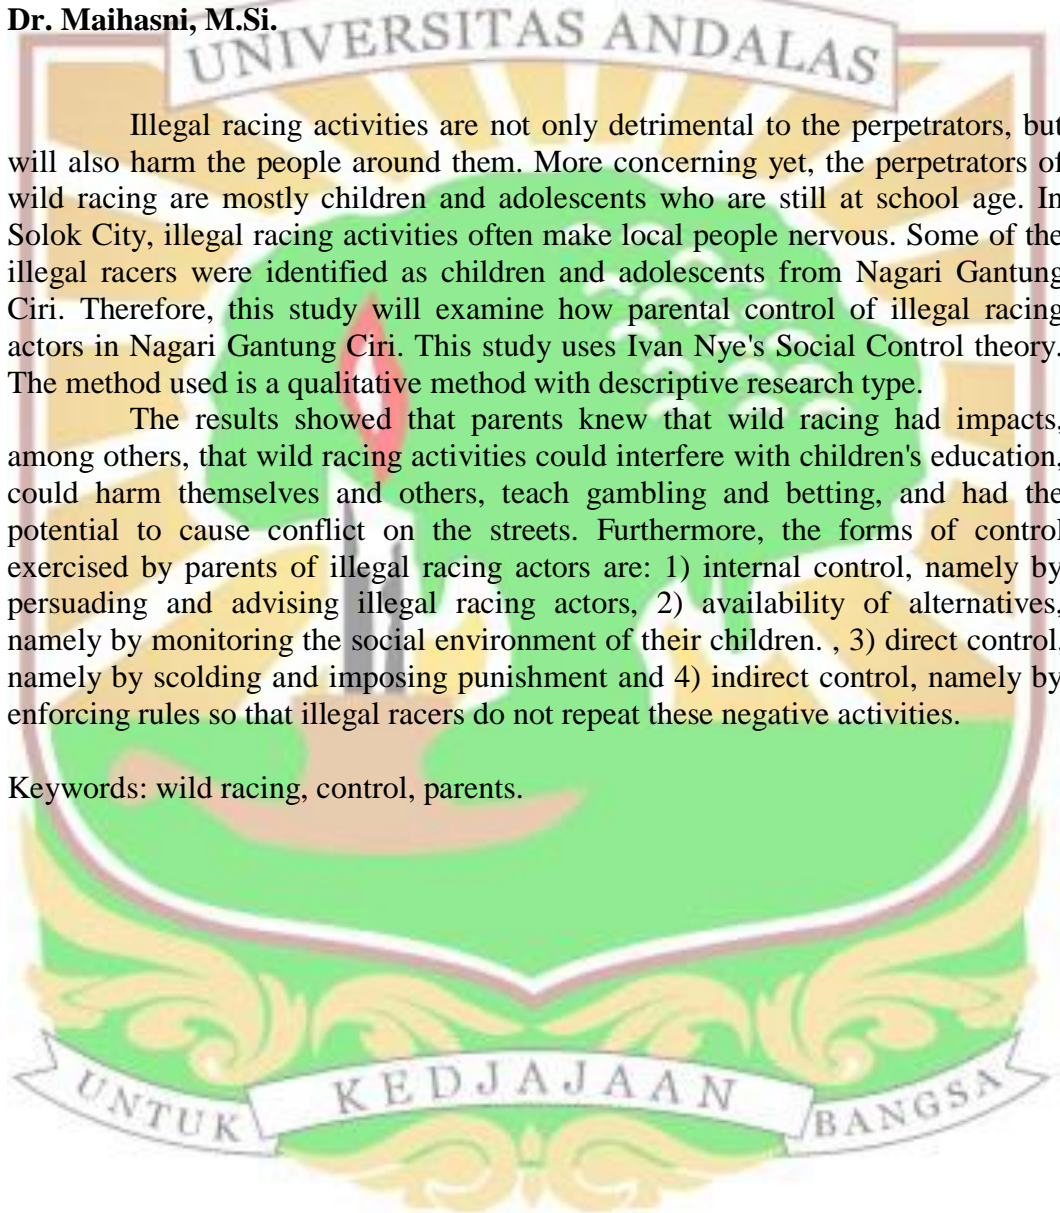 Dr. Maihasni, M.Si.
UNIVERSITAS ANDALAS
Illegal racing activities are not only detrimental to the perpetrators, but
will also harm the people around them. More concerning yet, the perpetrators of
wild racing are mostly children and adolescents who are still at school age. In
Solok City, illegal racing activities often make local people nervous. Some of the
illegal racers were identified as children and adolescents from Nagari Gantung
Ciri. Therefore, this study will examine how parental control of illegal racing
actors in Nagari Gantung Ciri. This study uses Ivan Nye's Social Control theory.
The method used is a qualitative method with descriptive research type.
The results showed that parents knew that wild racing had impacts,
among others, that wild racing activities could interfere with children's education,
could harm themselves and others, teach gambling and betting, and had the
potential to cause conflict on the streets. Furthermore, the forms of control
exercised by parents of illegal racing actors are: 1) internal control, namely by
persuading and advising illegal racing actors, 2) availability of alternatives,
namely by monitoring the social environment of their children. , 3) direct control.
namely by scolding and imposing punishment and 4) indirect control, namely by
enforcing rules so that illegal racers do not repeat these negative activities.
Keywords: wild racing, control, parents.
UNTUK KEDJAJAAN BANGSA